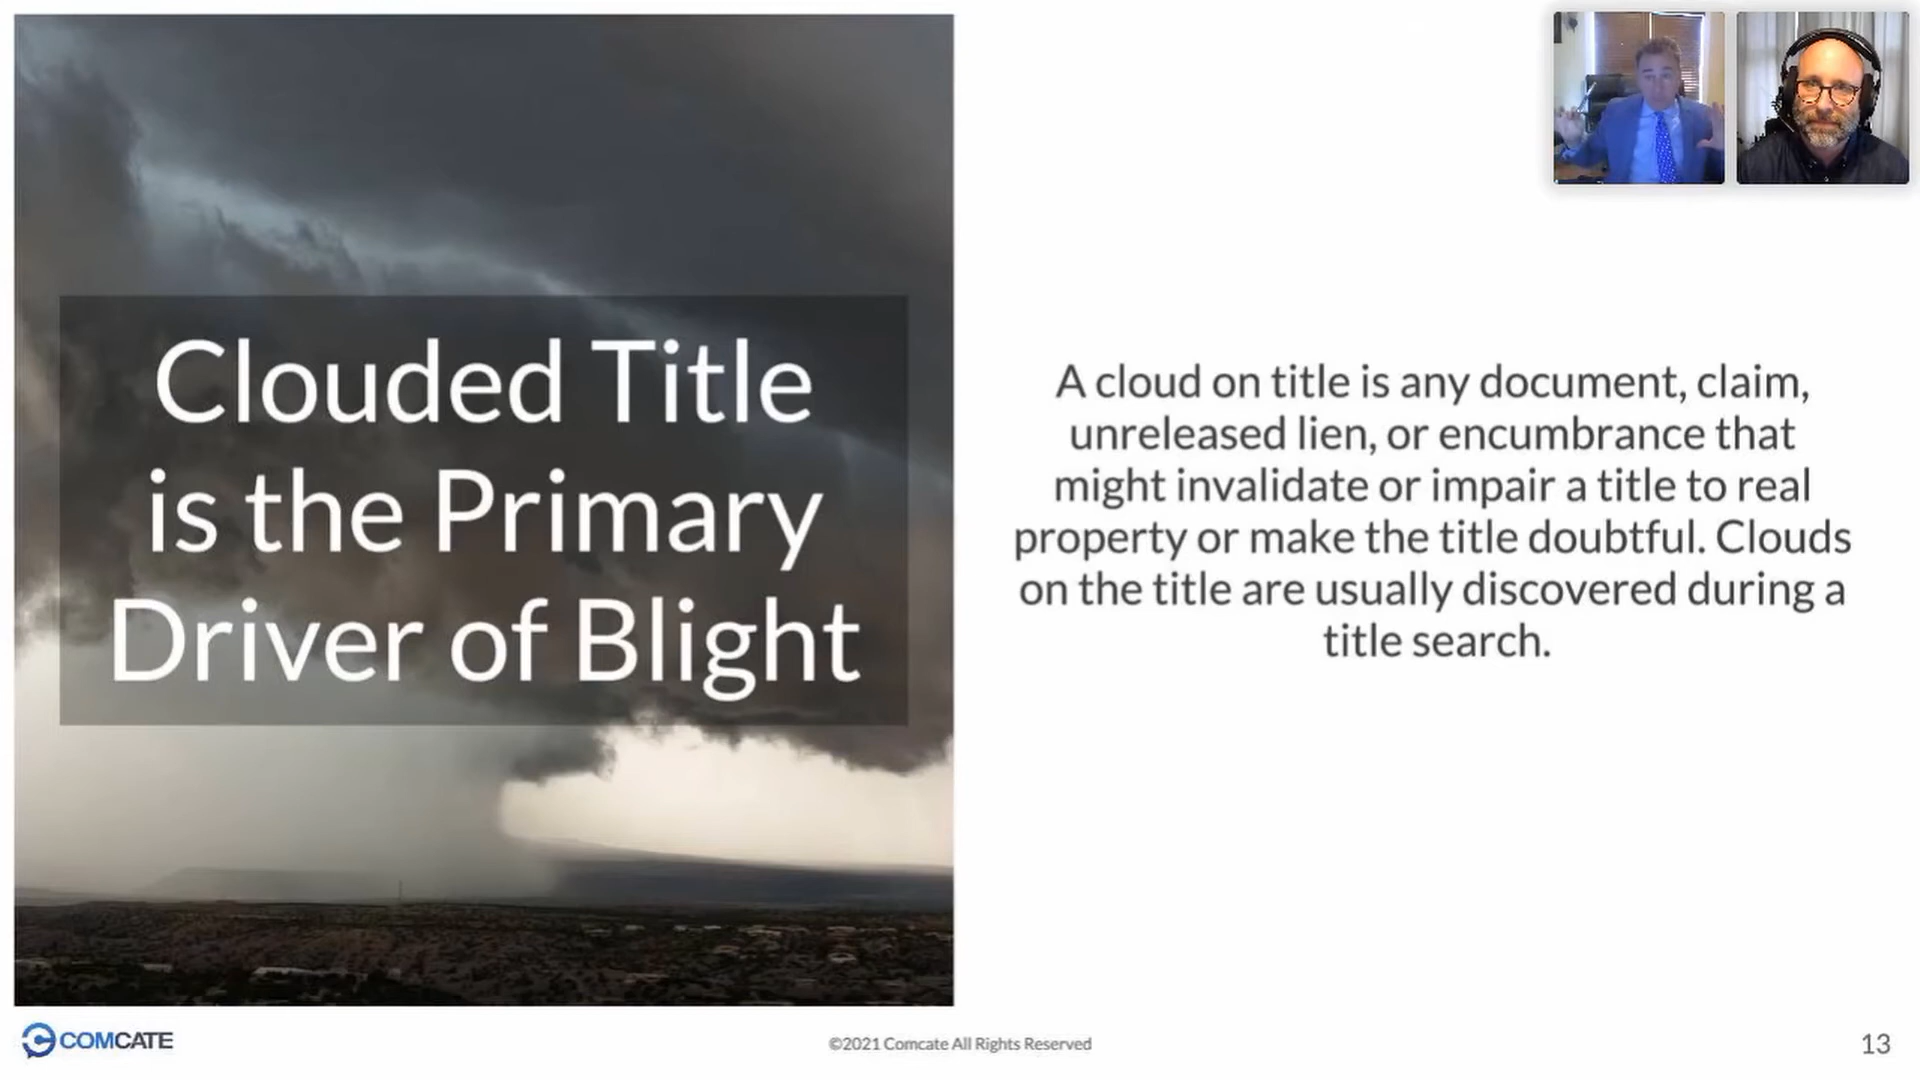 Clouded Title
is the Primary
Driver of Blight
A cloud on title is any document, claim,
unreleased lien, or encumbrance that
might invalidate or impair a title to real
property or make the title doubtful. Clouds
on the title are usually discovered during a
title search.
COMCATE
©2021 Comcate All Rights Reserved
13